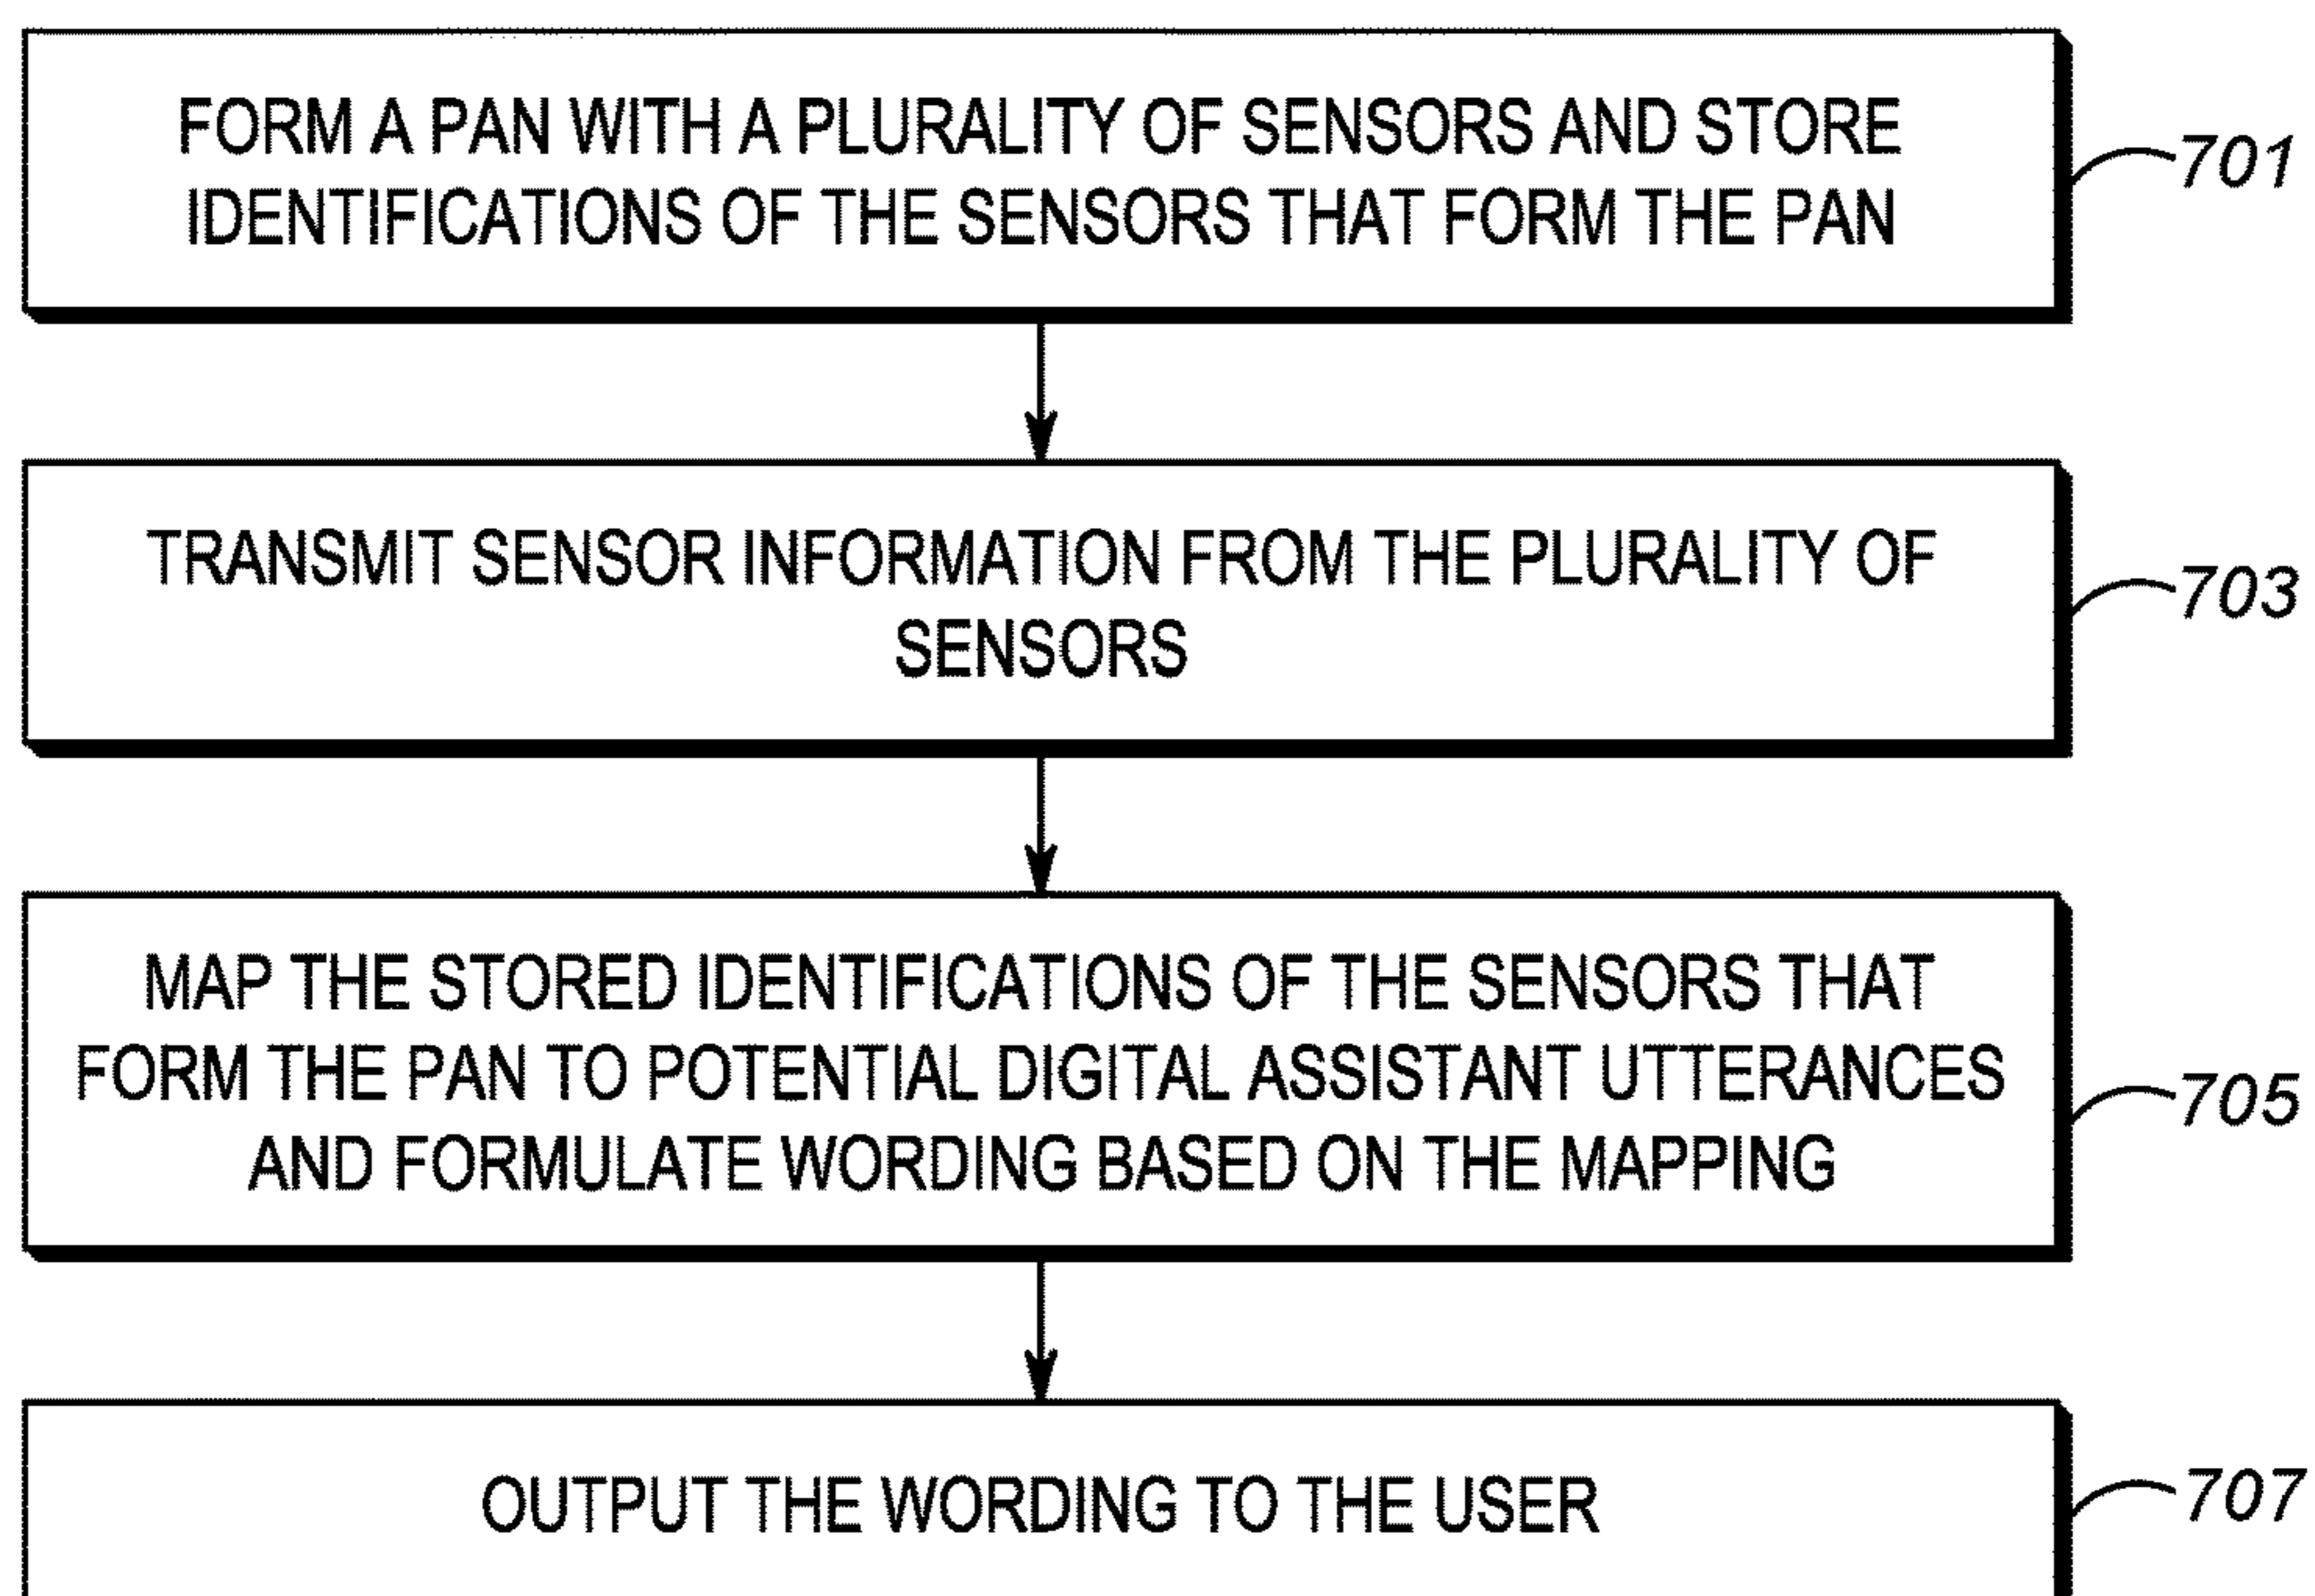 FORM A PAN WITH A PLURALITY OF SENSORS AND STORE
IDENTIFICATIONS OF THE SENSORS THAT FORM THE PAN
701
TRANSMIT SENSOR INFORMATION FROM THE PLURALITY OF
SENSORS
703
MAP THE STORED IDENTIFICATIONS OF THE SENSORS THAT
FORM THE PAN TO POTENTIAL DIGITAL ASSISTANT UTTERANCES
AND FORMULATE WORDING BASED ON THE MAPPING
705
OUTPUT THE WORDING TO THE USER
707